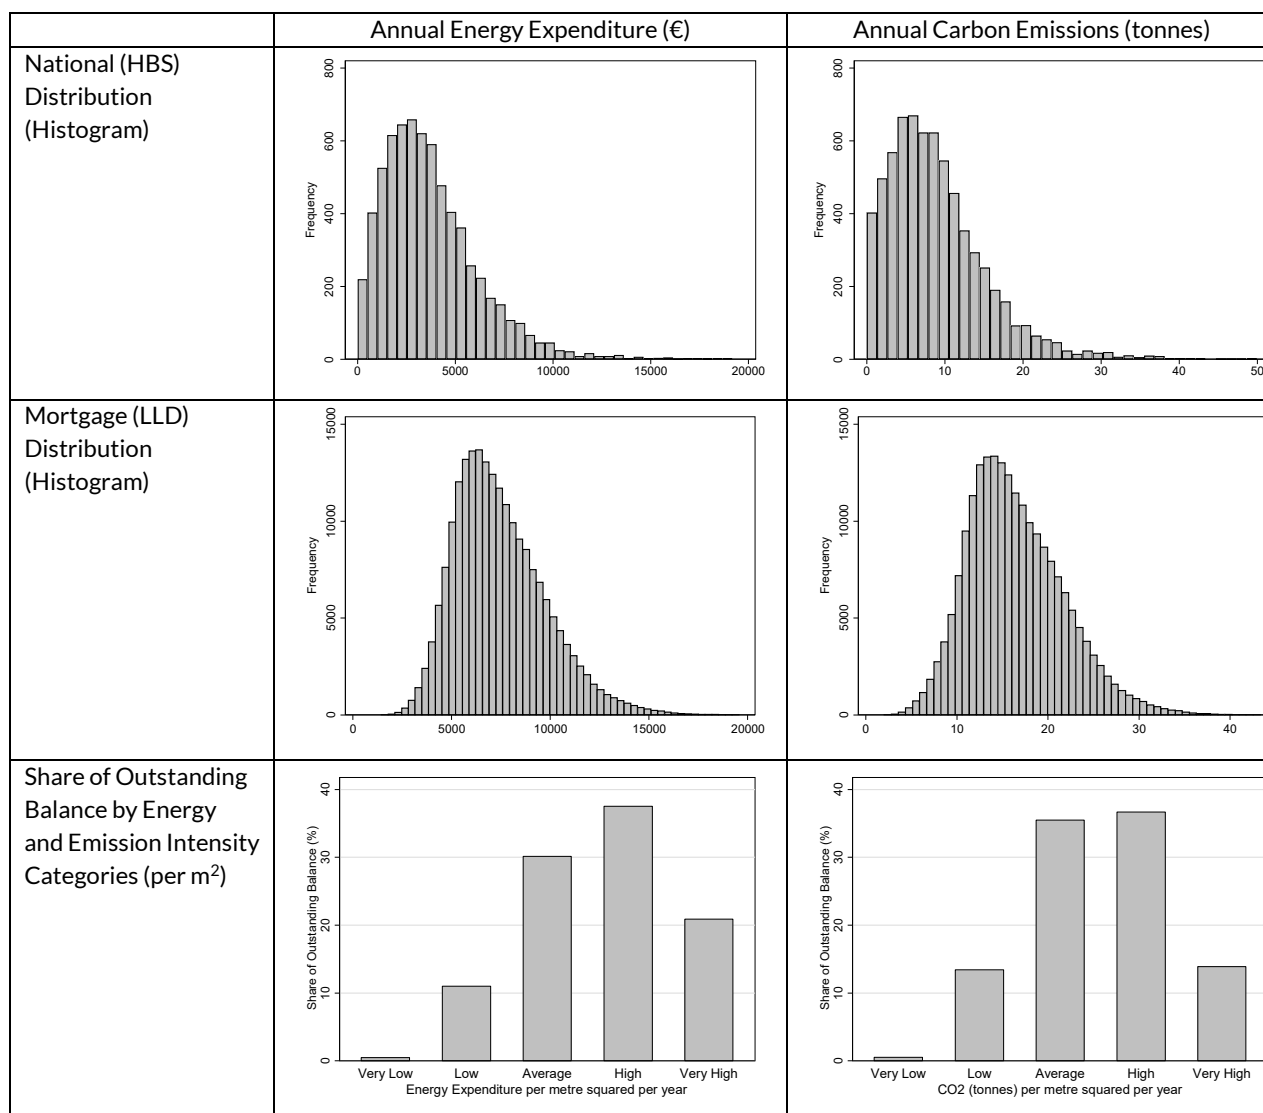 Annual Energy Expenditure (€)
Annual Carbon Emissions (tonnes)
National (HBS)
Distribution
(Histogram)
Frequency
800
600
400
200
0
0 5000 10000 15000 20000
Frequency
800
600
400
200
0
0 10 20 30 40 50
Mortgage (LLD)
Distribution
(Histogram)
Frequency
15000
10000
5000
0
0 5000 10000 15000 20000
Frequency
15000
10000
5000
0
0 10 20 30 40
Share of Outstanding
Balance by Energy
and Emission Intensity
Categories (per m²)
Share of Outstanding Balance (%)
40
30
20
10
0
Very Low Low Average High Very High
Energy Expenditure per metre squared per year
Share of Outstanding Balance (%)
40
30
20
10
0
Very Low Low Average High Very High
CO2 (tonnes) per metre squared per year